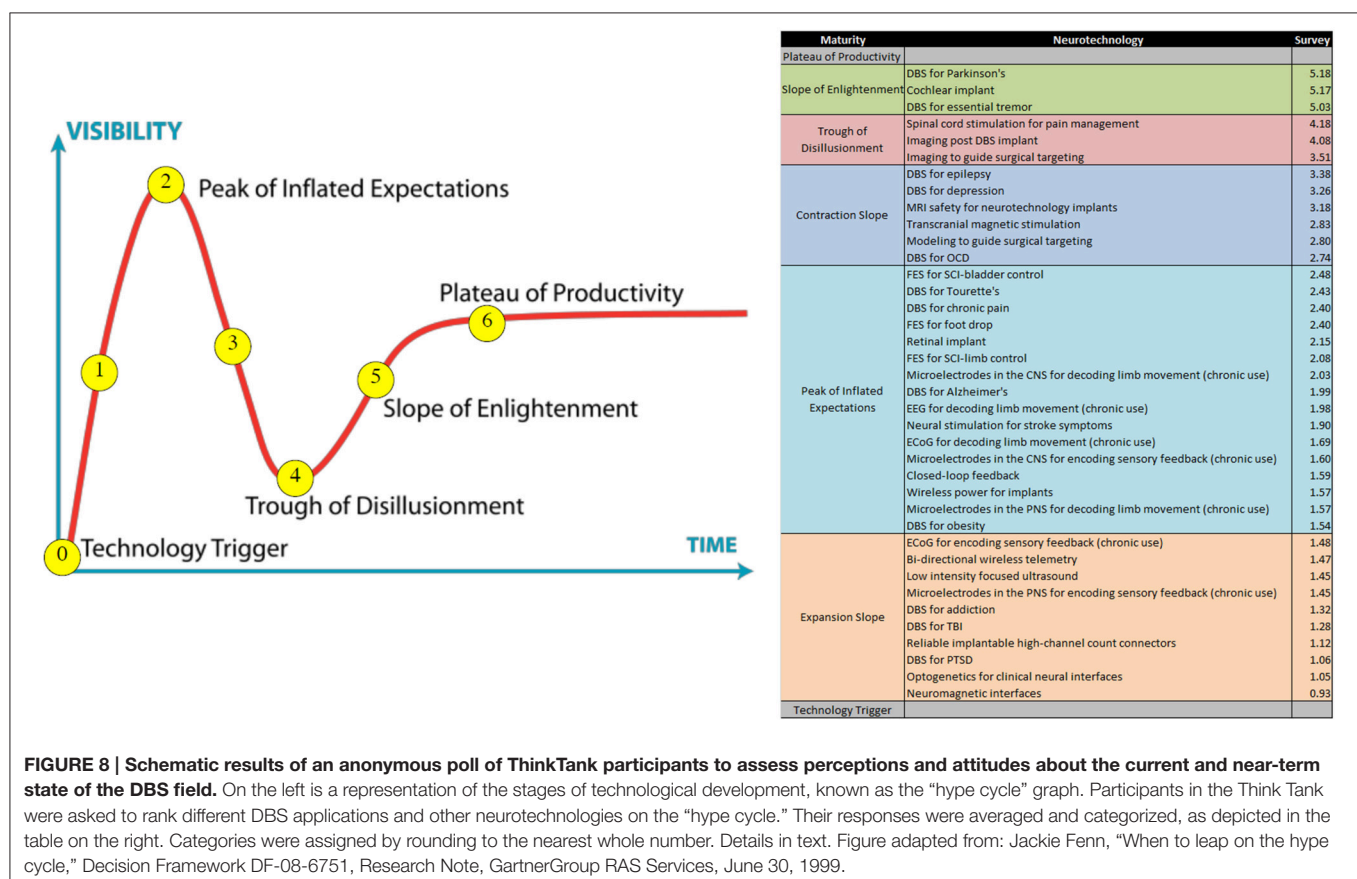 VISIBILITY
2
Peak of Inflated Expectations
Plateau of Productivity
6
3
1
5
Slope of Enlightenment
4
Trough of Disillusionment
0 Technology Trigger
TIME
Maturity Neurotechnology Survey
Plateau of Productivity
Slope of Enlightenment
DBS for Parkinson's 5.18
Cochlear implant 5.17
DBS for essential tremor 5.03
Trough of
Disillusionment
Spinal cord stimulation for pain management 4.18
Imaging post DBS implant 4.08
Imaging to guide surgical targeting 3.51
Contraction Slope
DBS for epilepsy 3.38
DBS for depression 3.26
MRI safety for neurotechnology implants 3.18
Transcranial magnetic stimulation 2.83
Modeling to guide surgical targeting 2.80
DBS for OCD 2.74
Peak of Inflated
Expectations
FES for SCI-bladder control 2.48
DBS for Tourette's 2.43
DBS for chronic pain 2.40
FES for foot drop 2.40
Retinal implant 2.15
FES for SCI-limb control 2.08
Microelectrodes in the CNS for decoding limb movement (chronic use) 2.03
DBS for Alzheimer's 1.99
EEG for decoding limb movement (chronic use) 1.98
Neural stimulation for stroke symptoms 1.90
ECoG for decoding limb movement (chronic use) 1.69
Microelectrodes in the CNS for encoding sensory feedback (chronic use) 1.60
Closed-loop feedback 1.59
Wireless power for implants 1.57
Microelectrodes in the PNS for decoding limb movement (chronic use) 1.57
DBS for obesity 1.54
Expansion Slope
ECoG for encoding sensory feedback (chronic use) 1.48
Bi-directional wireless telemetry 1.47
Low intensity focused ultrasound 1.45
Microelectrodes in the PNS for encoding sensory feedback (chronic use) 1.45
DBS for addiction 1.32
DBS for TBI 1.28
Reliable implantable high-channel count connectors 1.12
DBS for PTSD 1.06
Optogenetics for clinical neural interfaces 1.05
Neuromagnetic interfaces 0.93
Technology Trigger
FIGURE 8 | Schematic results of an anonymous poll of ThinkTank participants to assess perceptions and attitudes about the current and near-term
state of the DBS field. On the left is a representation of the stages of technological development, known as the “hype cycle” graph. Participants in the Think Tank
were asked to rank different DBS applications and other neurotechnologies on the “hype cycle.” Their responses were averaged and categorized, as depicted in the
table on the right. Categories were assigned by rounding to the nearest whole number. Details in text. Figure adapted from: Jackie Fenn, “When to leap on the hype
cycle,” Decision Framework DF-08-6751, Research Note, GartnerGroup RAS Services, June 30, 1999.